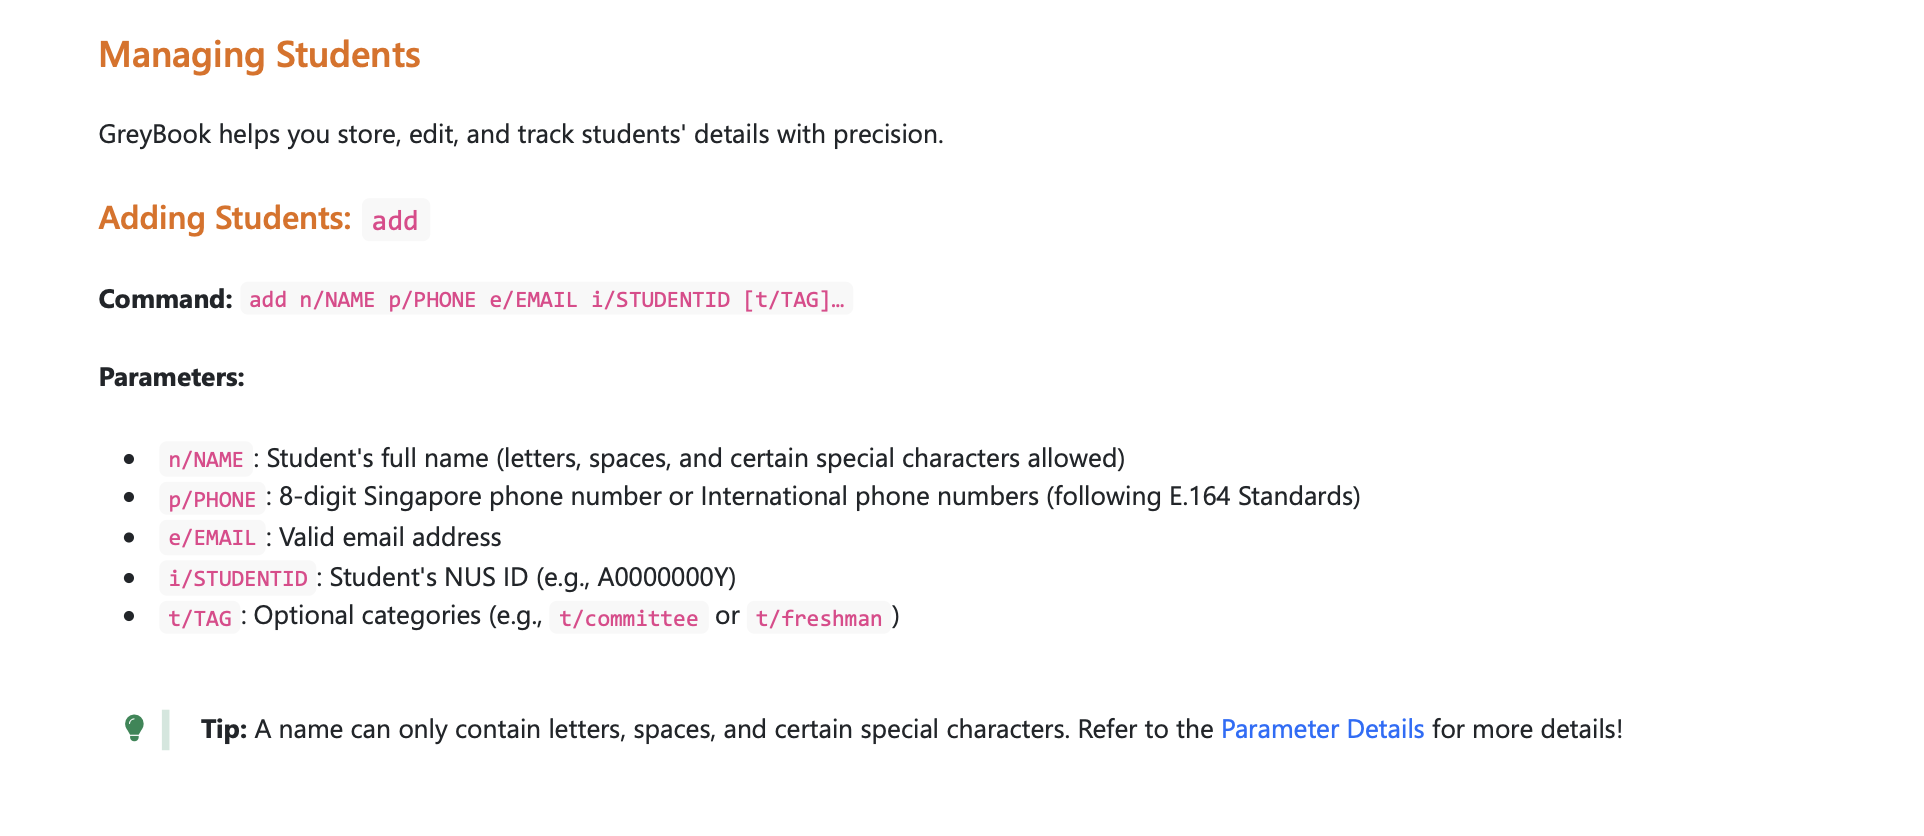 Managing Students
GreyBook helps you store, edit, and track students' details with precision.
Adding Students: add
Command: add n/NAME p/PHONE e/EMAIL i/STUDENTID [t/TAG]…
Parameters:
n/NAME : Student's full name (letters, spaces, and certain special characters allowed)
p/PHONE : 8-digit Singapore phone number or International phone numbers (following E.164 Standards)
e/EMAIL : Valid email address
i/STUDENTID : Student's NUS ID (e.g., A0000000Y)
t/TAG : Optional categories (e.g., t/committee or t/freshman )
Tip: A name can only contain letters, spaces, and certain special characters. Refer to the Parameter Details for more details!